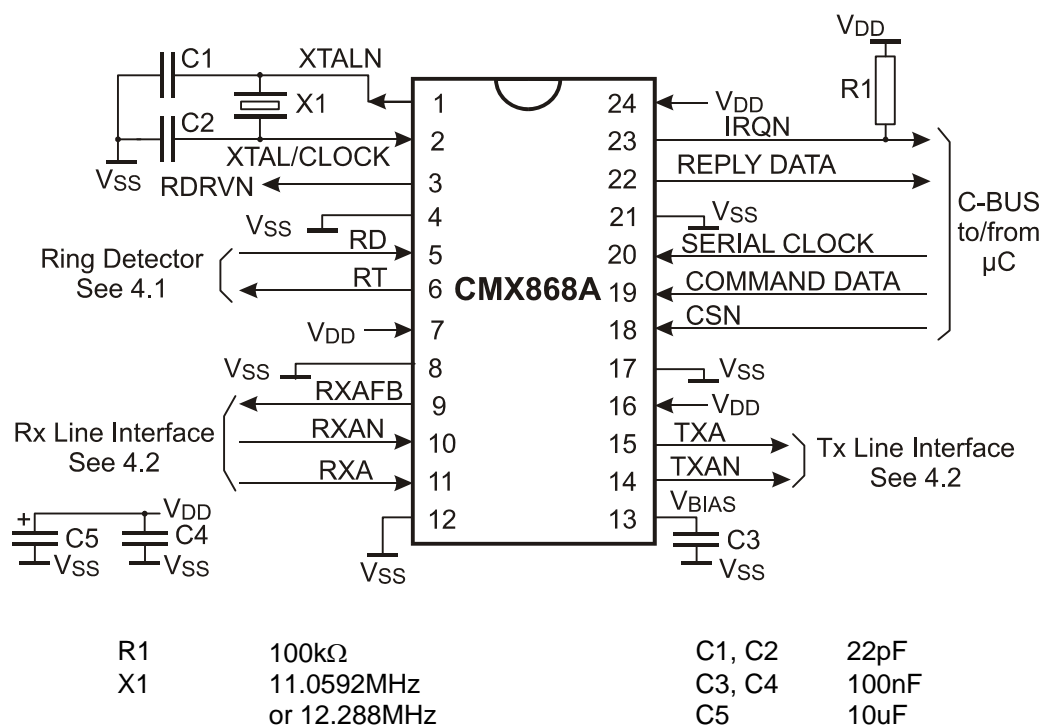 C1
XTALN
X1
C2
XTAL/CLOCK
VSS
RDRVN
VSS
Ring Detector
See 4.1
RD
RT
VDD
VSS
RXAFB
Rx Line Interface
See 4.2
RXAN
RXA
+
VDD
C5
C4
VSS
VSS
VSS
1
2
3
4
5
6
7
8
9
10
11
12
CMX868A
24
23
22
21
20
19
18
17
16
15
14
13
VDD
R1
VDD
IRQN
REPLY DATA
VSS
SERIAL CLOCK
COMMAND DATA
CSN
C-BUS
to/from
µC
VSS
VDD
TXA
TXAN
Tx Line Interface
See 4.2
VBIAS
C3
VSS
R1 100kΩ C1, C2 22pF
X1 11.0592MHz C3, C4 100nF
or 12.288MHz C5 10uF